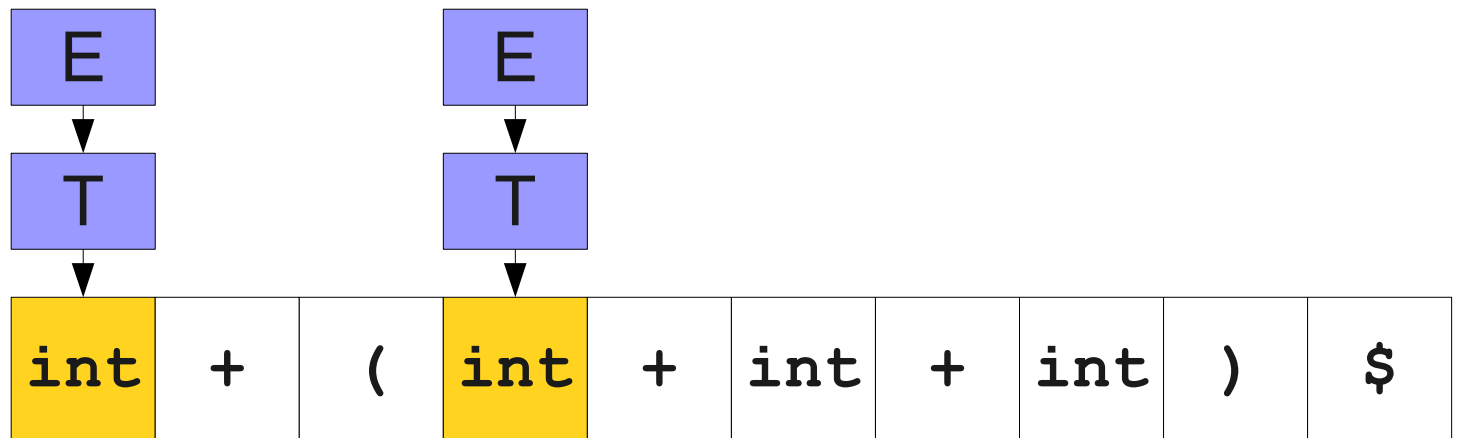 E E
T T
int + ( int + int + int ) $